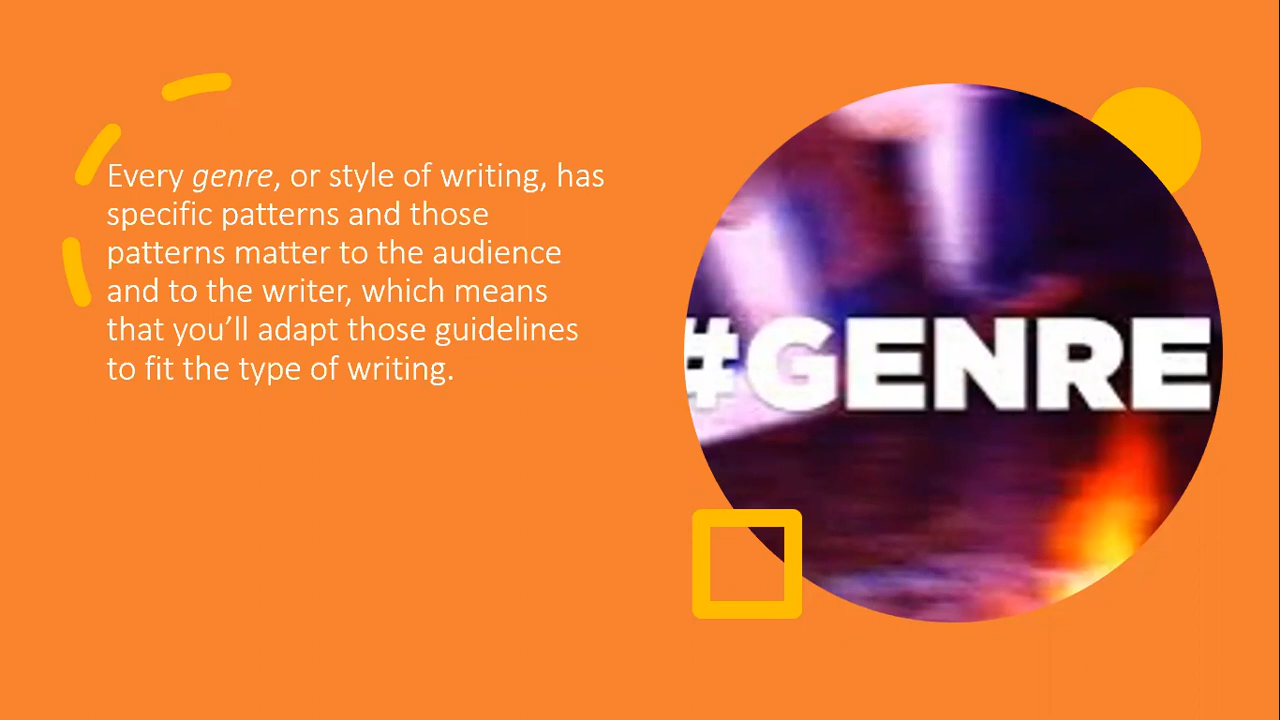 Every genre, or style of writing, has
specific patterns and those
patterns matter to the audience
and to the writer, which means
that you’ll adapt those guidelines
to fit the type of writing.
#GENRE